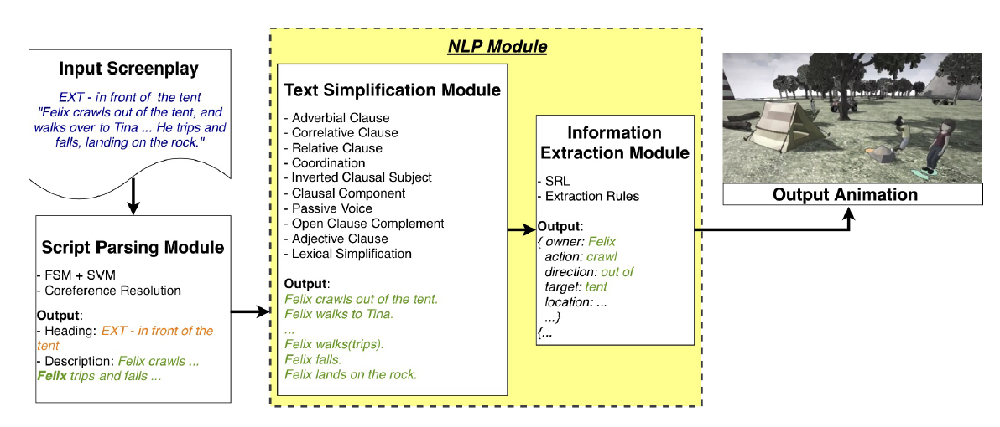 Input Screenplay
EXT - in front of the tent
"Felix crawls out of the tent, and
walks over to Tina ... He trips and
falls, landing on the rock."
Script Parsing Module
- FSM + SVM
- Coreference Resolution
Output:
- Heading: EXT - in front of the
tent
- Description: Felix crawls ...
Felix trips and falls ...
NLP Module
Text Simplification Module
- Adverbial Clause
- Correlative Clause
- Relative Clause
- Coordination
- Inverted Clausal Subject
- Clausal Component
- Passive Voice
- Open Clause Complement
- Adjective Clause
- Lexical Simplification
Output:
Felix crawls out of the tent.
Felix walks to Tina.
...
Felix walks(trips).
Felix falls.
Felix lands on the rock.
Information
Extraction Module
- SRL
- Extraction Rules
Output:
{ owner: Felix
action: crawl
direction: out of
target: tent
location: ...
...}
{...
Output Animation